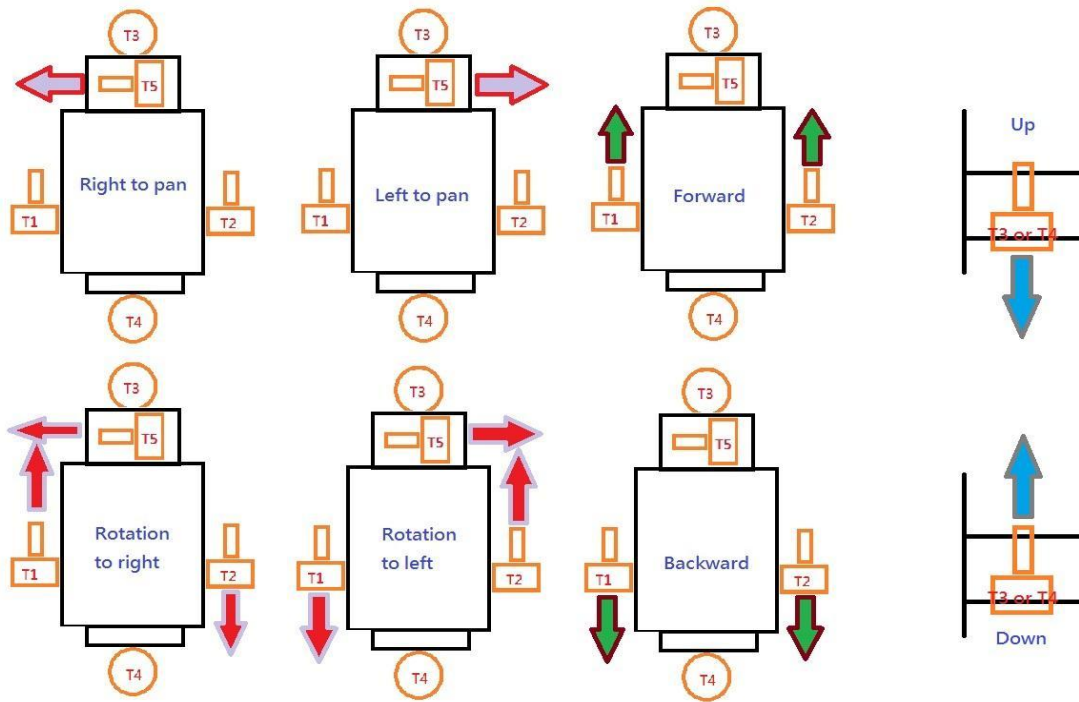 T3
T5
Right to pan
T1
T2
T4
T3
T5
Left to pan
T1
T2
T4
T3
T5
Forward
T1
T2
T4
Up
T3 or T4
T3
T5
Rotation
to right
T1
T2
T4
T3
T5
Rotation
to left
T1
T2
T4
T3
T5
Backward
T1
T2
T4
T3 or T4
Down